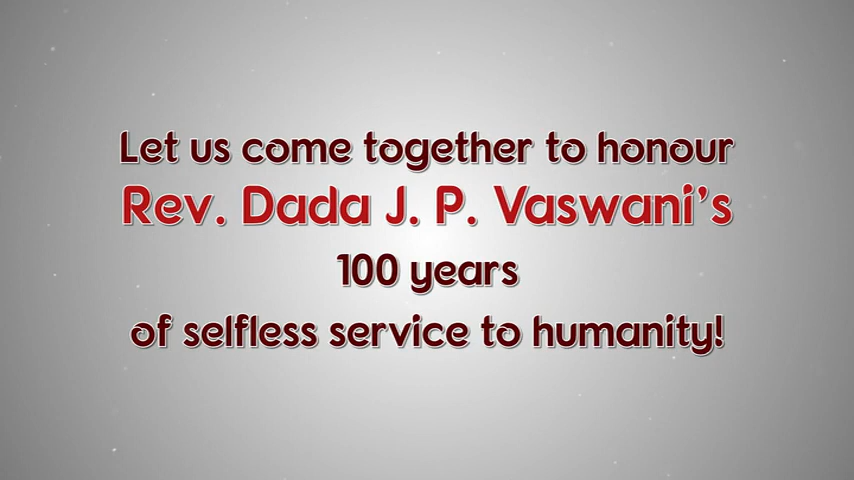 Let us come together to honour
Rev. Dada J. P. Vaswani's
100 years
of selfless service to humanity!